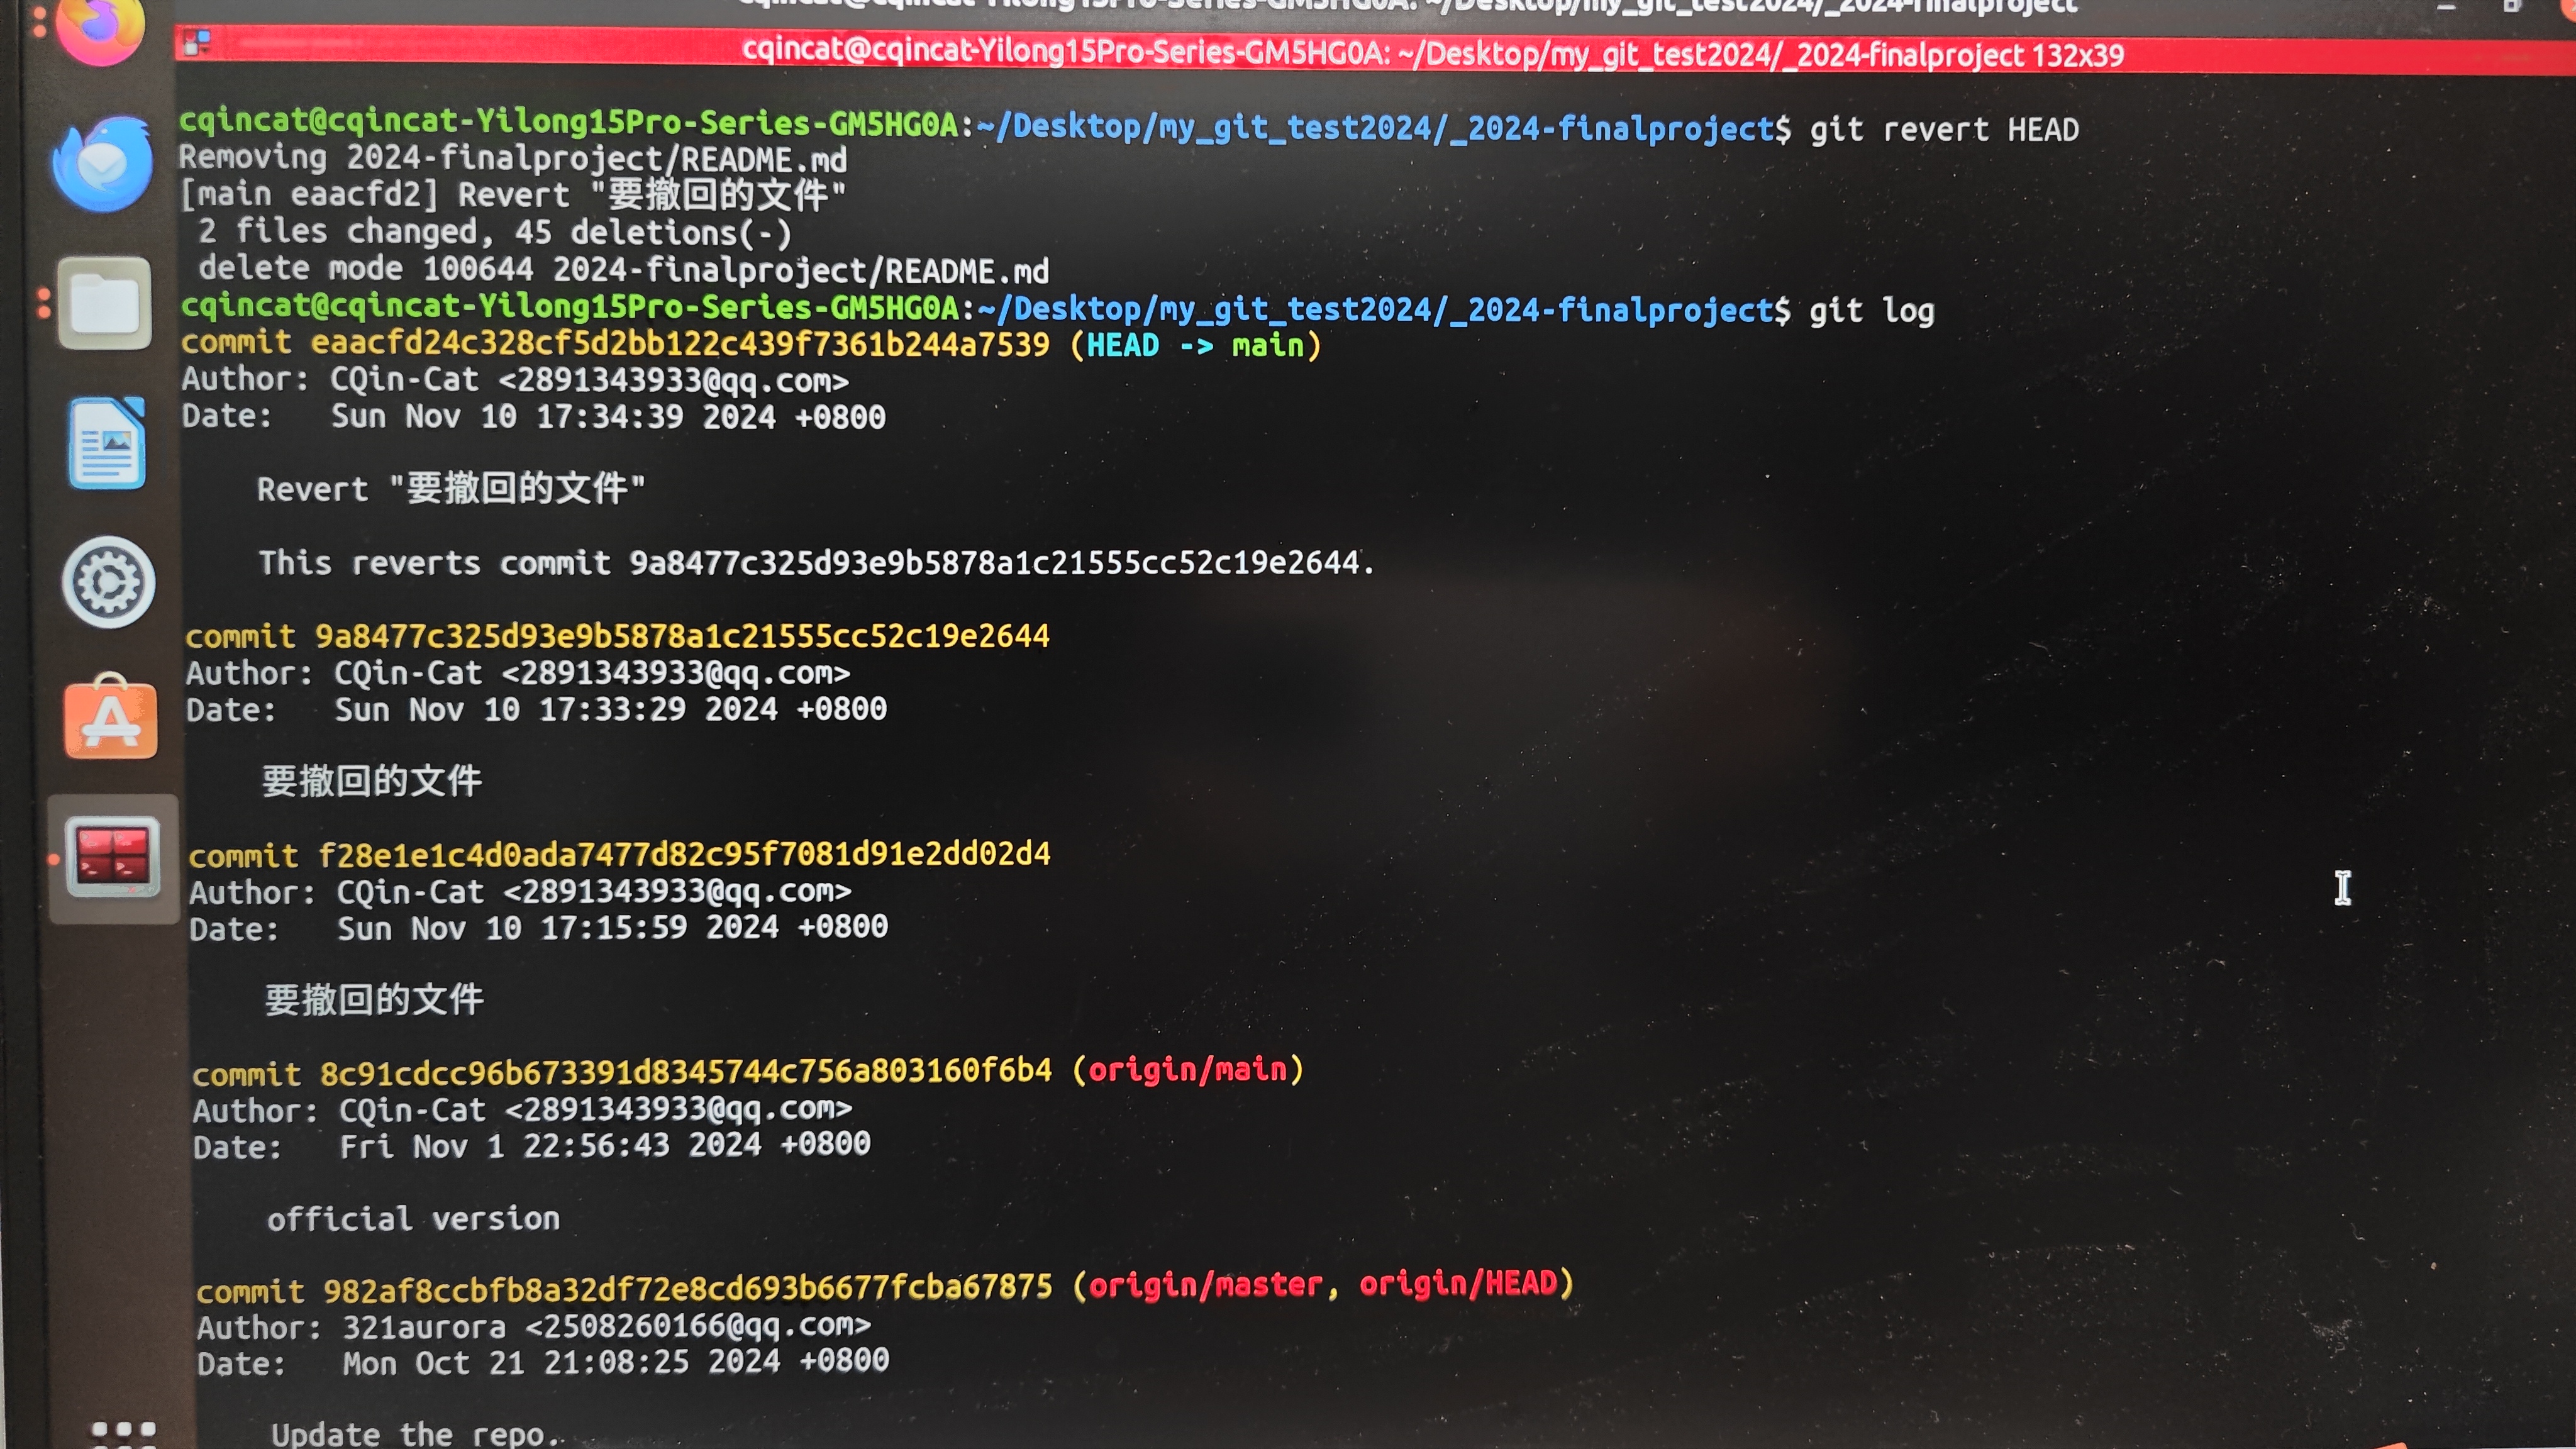 cqincat@cqincat-Yilong15Pro-Series-GM5HG0A: ~/Desktop/my_git_test2024/_2024-finalproject
cqincat@cqincat-Yilong15Pro-Series-GM5HG0A: ~/Desktop/my_git_test2024/_2024-finalproject 132x39
cqincat@cqincat-Yilong15Pro-Series-GM5HG0A:~/Desktop/my_git_test2024/_2024-finalproject$ git revert HEAD
Removing 2024-finalproject/README.md
[main eaacfd2] Revert "要撤回的文件"
 2 files changed, 45 deletions(-)
 delete mode 100644 2024-finalproject/README.md
cqincat@cqincat-Yilong15Pro-Series-GM5HG0A:~/Desktop/my_git_test2024/_2024-finalproject$ git log
commit eaacfd24c328cf5d2bb122c439f7361b244a7539 (HEAD -> main)
Author: CQin-Cat <2891343933@qq.com>
Date:   Sun Nov 10 17:34:39 2024 +0800
    Revert "要撤回的文件"
    This reverts commit 9a8477c325d93e9b5878a1c21555cc52c19e2644.
commit 9a8477c325d93e9b5878a1c21555cc52c19e2644
Author: CQin-Cat <2891343933@qq.com>
Date:   Sun Nov 10 17:33:29 2024 +0800
    要撤回的文件
commit f28e1e1c4d0ada7477d82c95f7081d91e2dd02d4
Author: CQin-Cat <2891343933@qq.com>
Date:   Sun Nov 10 17:15:59 2024 +0800
    要撤回的文件
commit 8c91cdcc96b673391d8345744c756a803160f6b4 (origin/main)
Author: CQin-Cat <2891343933@qq.com>
Date:   Fri Nov 1 22:56:43 2024 +0800
    official version
commit 982af8ccbfb8a32df72e8cd693b6677fcba67875 (origin/master, origin/HEAD)
Author: 321aurora <2508260166@qq.com>
Date:   Mon Oct 21 21:08:25 2024 +0800
    Update the repo.